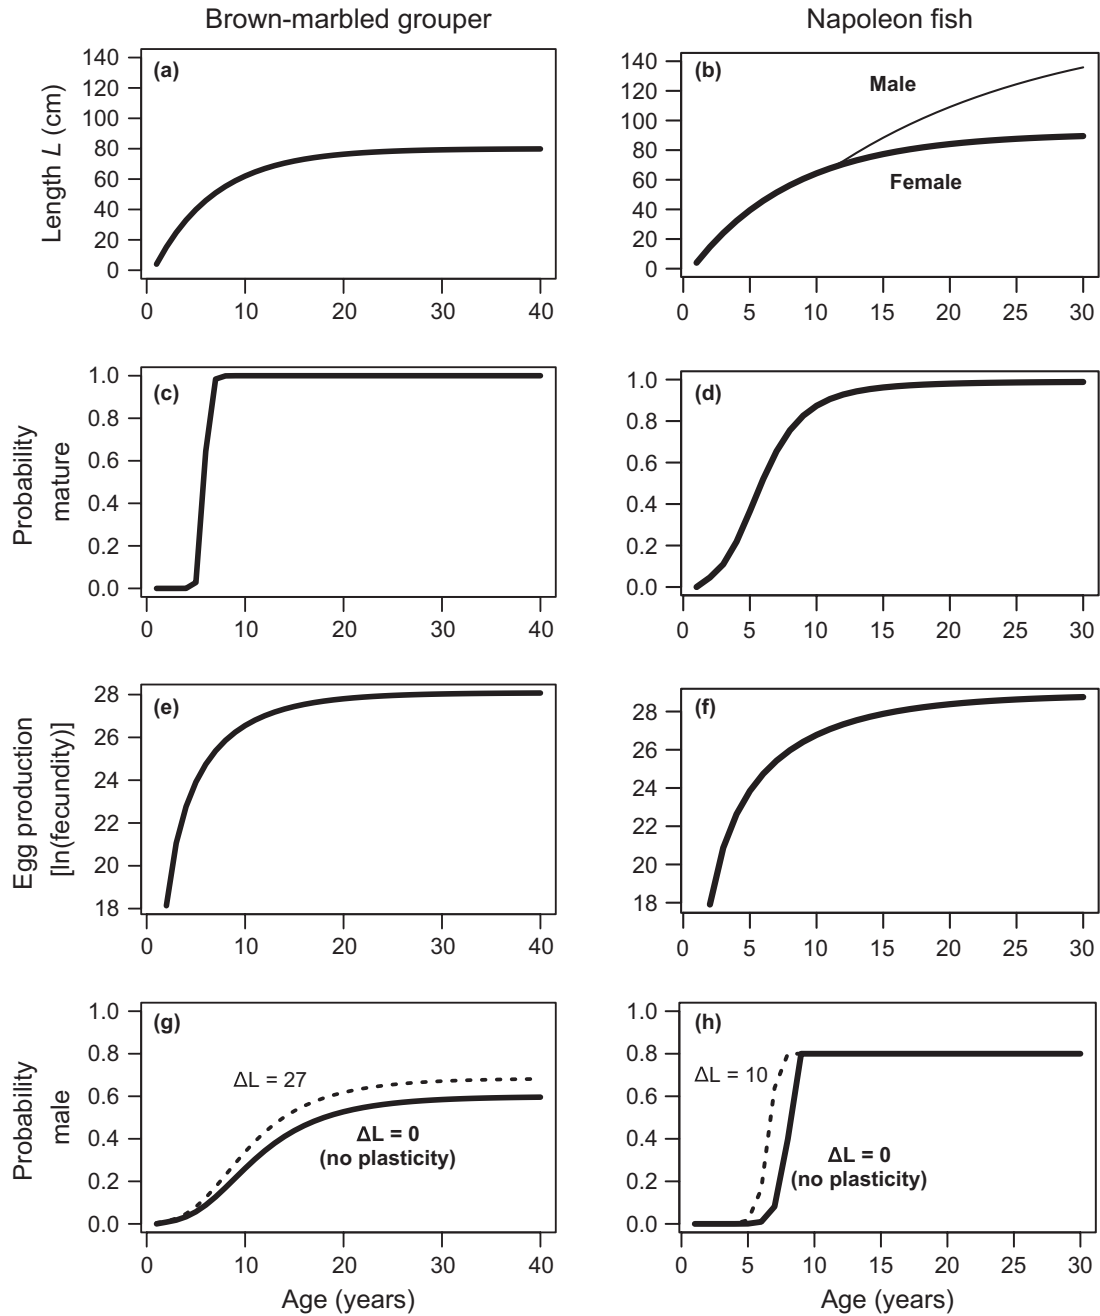 Brown-marbled grouper
Napoleon fish
Length L (cm)
140
120
100
80
60
40
20
0
(a)
0 10 20 30 40
140
120
100
80
60
40
20
0
(b)
Male
Female
0 5 10 15 20 25 30
Probability
mature
1.0
0.8
0.6
0.4
0.2
0.0
(c)
0 10 20 30 40
1.0
0.8
0.6
0.4
0.2
0.0
(d)
0 5 10 15 20 25 30
Egg production
[ln(fecundity)]
28
26
24
22
20
18
(e)
0 10 20 30 40
28
26
24
22
20
18
(f)
0 5 10 15 20 25 30
Probability
male
1.0
0.8
0.6
0.4
0.2
0.0
(g)
ΔL = 27
ΔL = 0
(no plasticity)
0 10 20 30 40
Age (years)
1.0
0.8
0.6
0.4
0.2
0.0
(h)
ΔL = 10
ΔL = 0
(no plasticity)
0 5 10 15 20 25 30
Age (years)